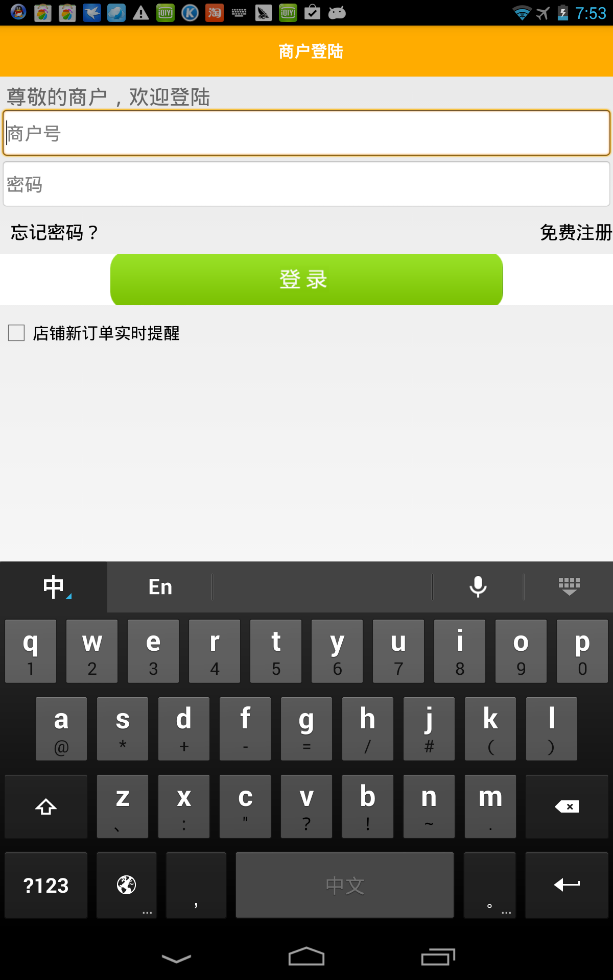 7:53
商户登陆
尊敬的商户，欢迎登陆
商户号
密码
忘记密码？ 免费注册
登录
店铺新订单实时提醒
中 En
q w e r t y u i o p
1 2 3 4 5 6 7 8 9 0
a s d f g h j k l
@ * + - = / # ( )
z x c v b n m
、 : " ? ! ~ .
?123 , 中文 。